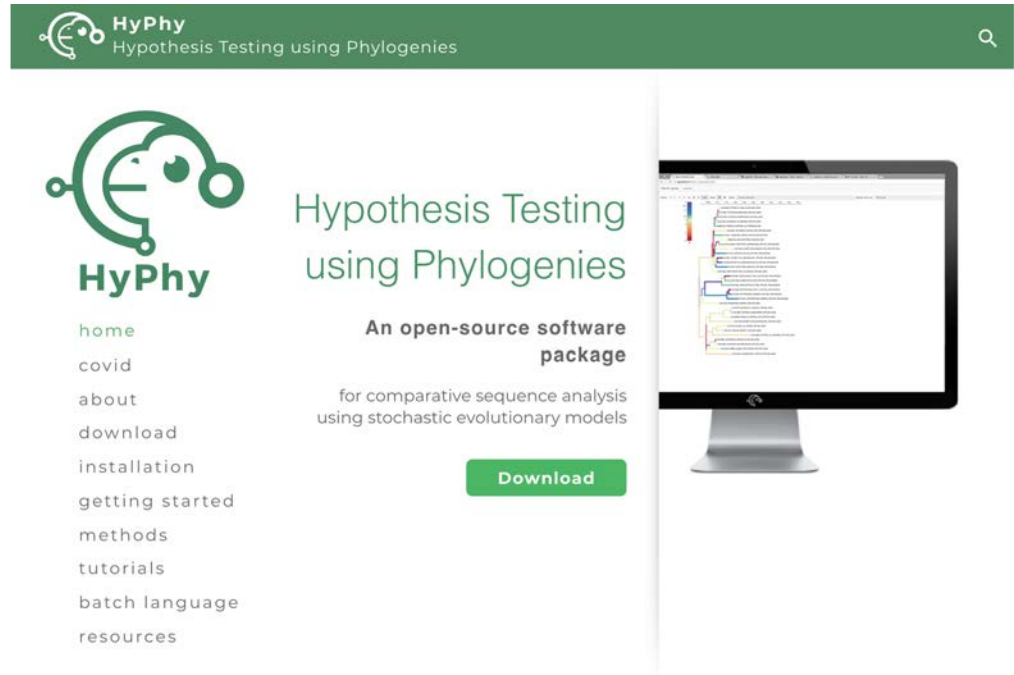 HyPhy
Hypothesis Testing using Phylogenies
HyPhy
home
covid
about
download
installation
getting started
methods
tutorials
batch language
resources
Hypothesis Testing
using Phylogenies
An open-source software
package
for comparative sequence analysis
using stochastic evolutionary models
Download